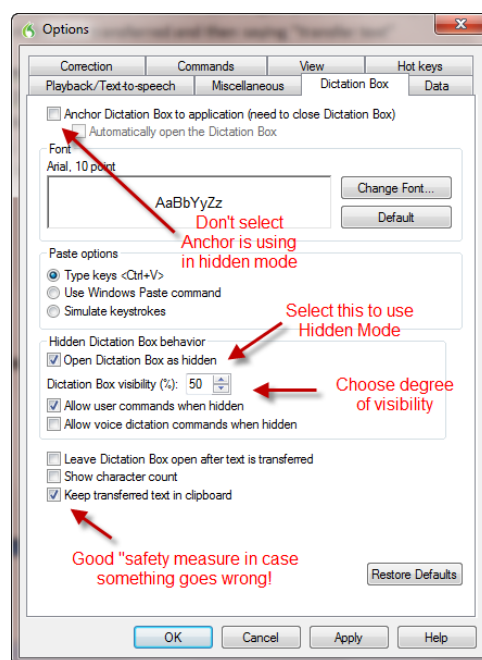 Options
Correction Commands View Hot keys
Playback/Text-to-speech Miscellaneous Dictation Box Data
Anchor Dictation Box to application (need to close Dictation Box)
Automatically open the Dictation Box
Font
Arial, 10 point
AaBbYyZz
Change Font...
Default
Don't select
Anchor is using
in hidden mode
Paste options
Type keys <Ctrl+V>
Use Windows Paste command
Simulate keystrokes
Select this to use
Hidden Mode
Hidden Dictation Box behavior
Open Dictation Box as hidden
Dictation Box visibility (%): 50
Choose degree
of visibility
Allow user commands when hidden
Allow voice dictation commands when hidden
Leave Dictation Box open after text is transferred
Show character count
Keep transferred text in clipboard
Good "safety measure in case
something goes wrong!
Restore Defaults
OK Cancel Apply Help